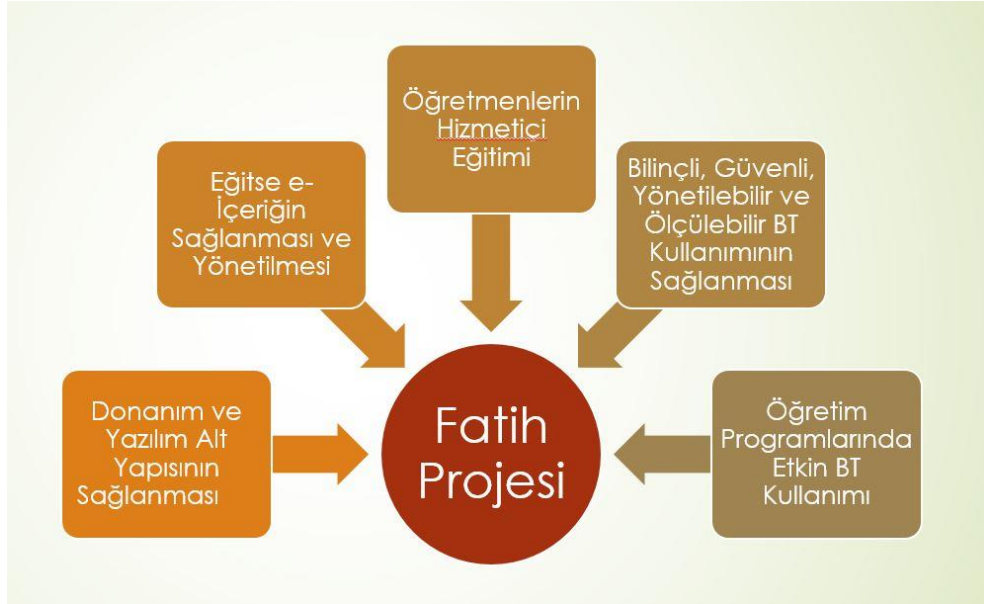 Öğretmenlerin
Hizmetiçi
Eğitimi
Eğitse e-
İçeriğin
Sağlanması ve
Yönetilmesi
Bilinçli, Güvenli,
Yönetilebilir ve
Ölçülebilir BT
Kullanımının
Sağlanması
Donanım ve
Yazılım Alt
Yapısının
Sağlanması
Fatih
Projesi
Öğretim
Programlarında
Etkin BT
Kullanımı